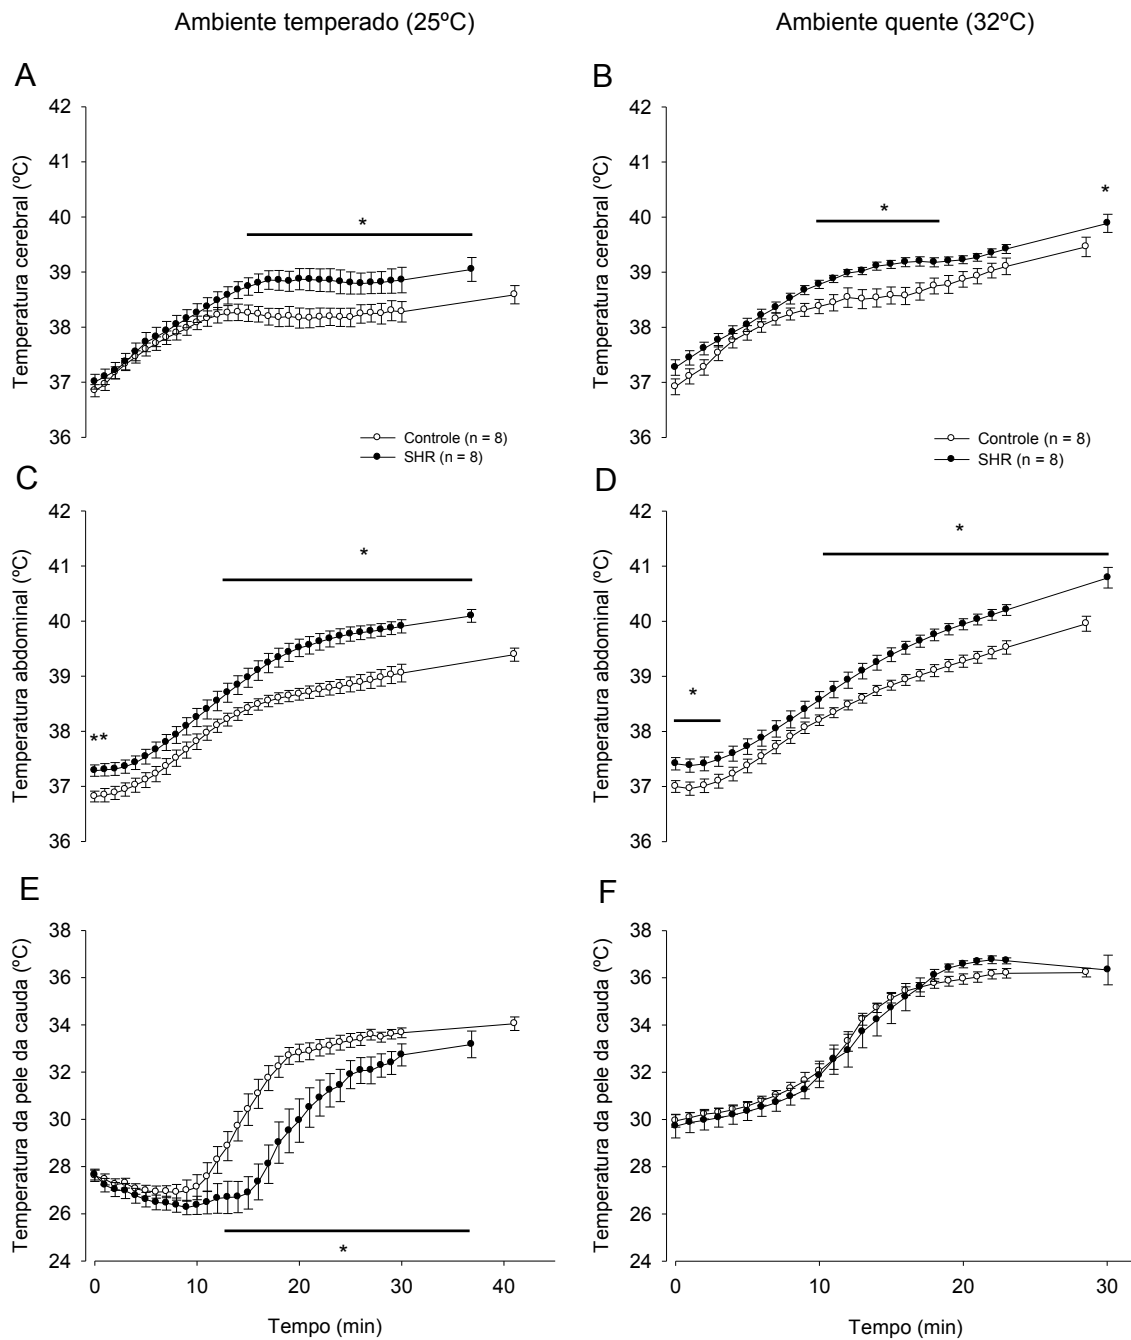 Ambiente temperado (25ºC)
Ambiente quente (32ºC)
A
B
Temperatura cerebral (ºC)
42
41
40
39
38
37
36
*
Controle (n = 8)
SHR (n = 8)
Temperatura cerebral (ºC)
42
41
40
39
38
37
36
*
*
Controle (n = 8)
SHR (n = 8)
C
D
Temperatura abdominal (ºC)
42
41
40
39
38
37
36
*
**
Temperatura abdominal (ºC)
42
41
40
39
38
37
36
*
*
E
F
Temperatura da pele da cauda (ºC)
38
36
34
32
30
28
26
24
*
0 10 20 30 40
Tempo (min)
Temperatura da pele da cauda (ºC)
38
36
34
32
30
28
26
24
0 10 20 30
Tempo (min)